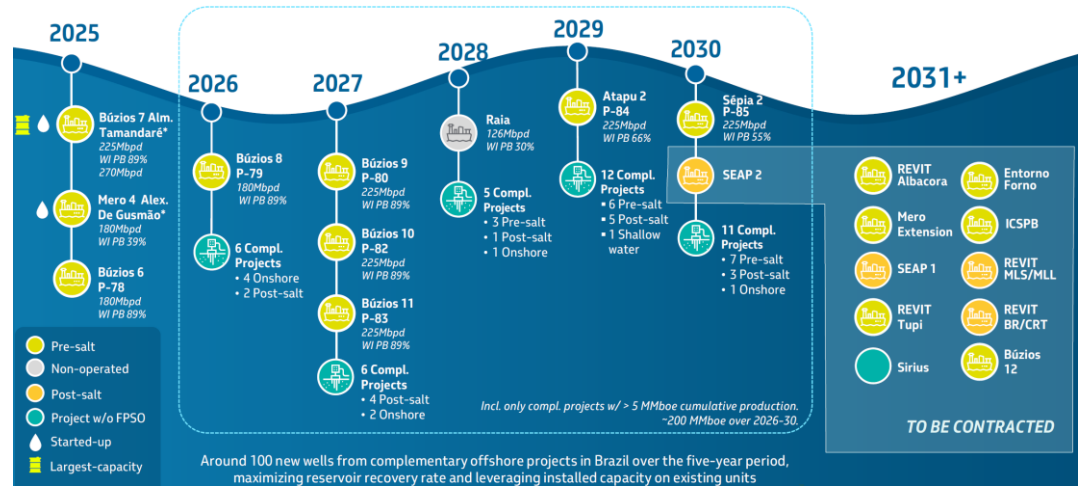 2025
Búzios 7 Alm.
Tamandaré*
225Mbpd
WI PB 89%
270Mbpd
Mero 4 Alex.
De Gusmão*
180Mbpd
WI PB 39%
Búzios 6
P-78
180Mbpd
WI PB 89%
Pre-salt
Non-operated
Post-salt
Project w/o FPSO
Started-up
Largest-capacity
2026
Búzios 8
P-79
180Mbpd
WI PB 89%
6 Compl.
Projects
• 4 Onshore
• 2 Post-salt
2027
Búzios 9
P-80
225Mbpd
WI PB 89%
Búzios 10
P-82
225Mbpd
WI PB 89%
Búzios 11
P-83
225Mbpd
WI PB 89%
6 Compl.
Projects
• 4 Post-salt
• 2 Onshore
2028
Raia
126Mbpd
WI PB 30%
5 Compl.
Projects
• 3 Pre-salt
• 1 Post-salt
• 1 Onshore
2029
Atapu 2
P-84
225Mbpd
WI PB 66%
12 Compl.
Projects
▪ 6 Pre-salt
▪ 5 Post-salt
▪ 1 Shallow
water
2030
Sépia 2
P-85
225Mbpd
WI PB 55%
SEAP 2
11 Compl.
Projects
• 7 Pre-salt
• 3 Post-salt
• 1 Onshore
2031+
REVIT
Albacora
Mero
Extension
SEAP 1
REVIT
Tupi
Sirius
Entorno
Forno
ICSPB
REVIT
MLS/MLL
REVIT
BR/CRT
Búzios
12
TO BE CONTRACTED
Incl. only compl. projects w/ > 5 MMboe cumulative production.
~200 MMboe over 2026-30.
Around 100 new wells from complementary offshore projects in Brazil over the five-year period,
maximizing reservoir recovery rate and leveraging installed capacity on existing units